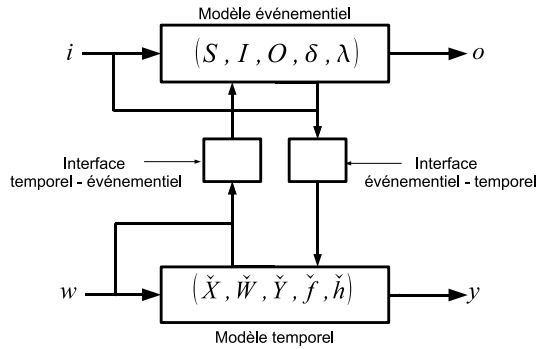 Modèle événementiel
i
(S, I, O, δ, λ)
o
Interface
temporel - événementiel
Interface
événementiel - temporel
w
(X̌, W̌, Y̌, f̌, ȟ)
y
Modèle temporel